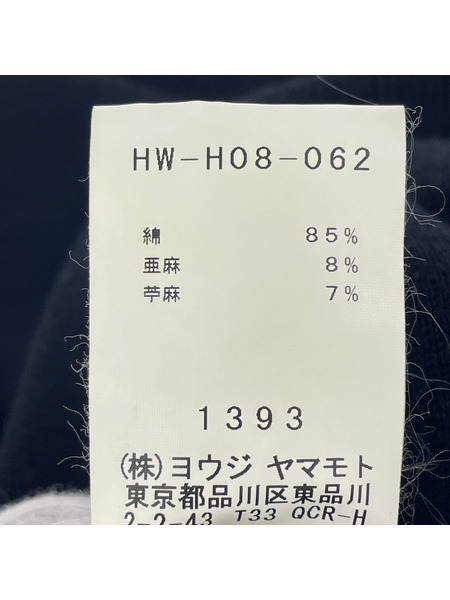 HW-H08-062
綿 85%
亜麻 8%
苧麻 7%
1393
(株)ヨウジ ヤマモト
東京都品川区東品川
2-2-43 T33 QCR-H